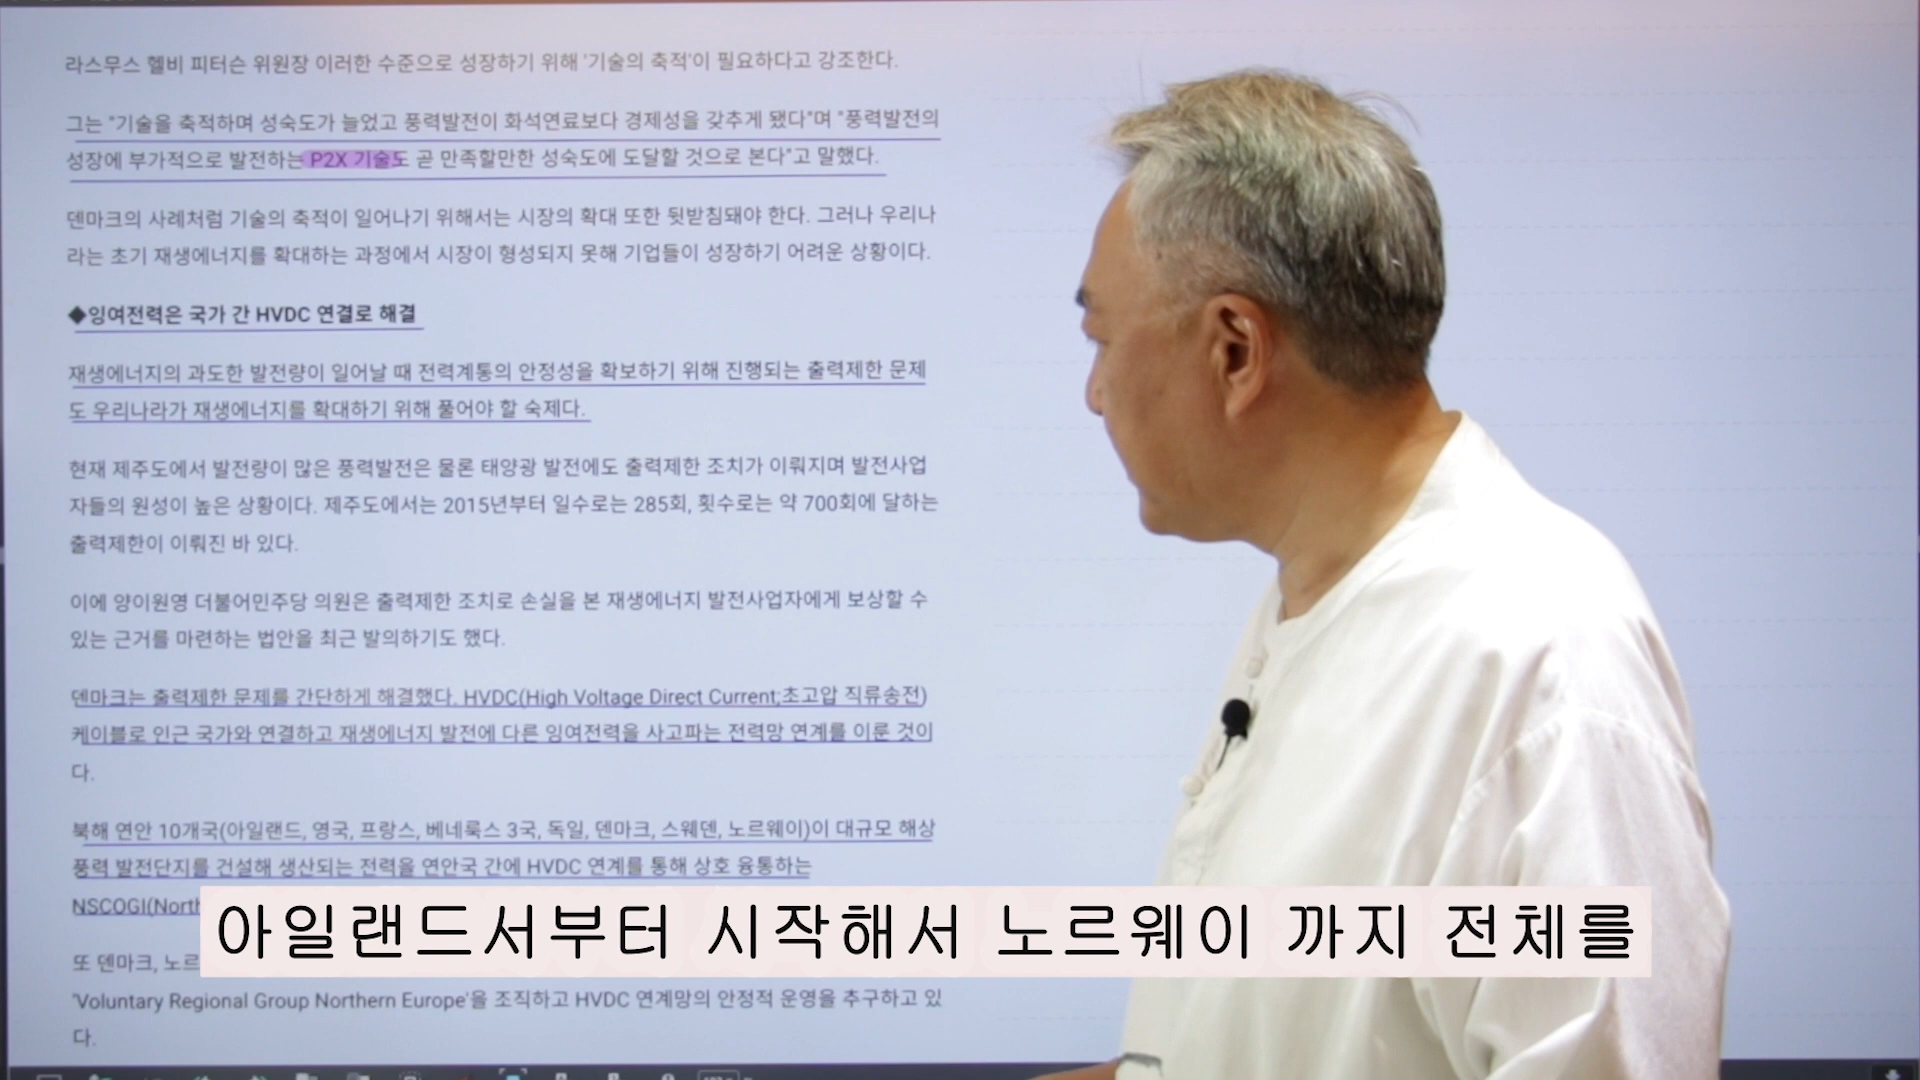 라스무스 헬비 피터슨 위원장 이러한 수준으로 성장하기 위해 '기술의 축적'이 필요하다고 강조한다.
그는 "기술을 축적하며 성숙도가 늘었고 풍력발전이 화석연료보다 경제성을 갖추게 됐다"며 "풍력발전의
성장에 부가적으로 발전하는 P2X 기술도 곧 만족할만한 성숙도에 도달할 것으로 본다"고 말했다.
덴마크의 사례처럼 기술의 축적이 일어나기 위해서는 시장의 확대 또한 뒷받침돼야 한다. 그러나 우리나
라는 초기 재생에너지를 확대하는 과정에서 시장이 형성되지 못해 기업들이 성장하기 어려운 상황이다.
◆잉여전력은 국가 간 HVDC 연결로 해결
재생에너지의 과도한 발전량이 일어날 때 전력계통의 안정성을 확보하기 위해 진행되는 출력제한 문제
도 우리나라가 재생에너지를 확대하기 위해 풀어야 할 숙제다.
현재 제주도에서 발전량이 많은 풍력발전은 물론 태양광 발전에도 출력제한 조치가 이뤄지며 발전사업
자들의 원성이 높은 상황이다. 제주도에서는 2015년부터 일수로는 285회, 횟수로는 약 700회에 달하는
출력제한이 이뤄진 바 있다.
이에 양이원영 더불어민주당 의원은 출력제한 조치로 손실을 본 재생에너지 발전사업자에게 보상할 수
있는 근거를 마련하는 법안을 최근 발의하기도 했다.
덴마크는 출력제한 문제를 간단하게 해결했다. HVDC(High Voltage Direct Current;초고압 직류송전)
케이블로 인근 국가와 연결하고 재생에너지 발전에 다른 잉여전력을 사고파는 전력망 연계를 이룬 것이
다.
북해 연안 10개국(아일랜드, 영국, 프랑스, 베네룩스 3국, 독일, 덴마크, 스웨덴, 노르웨이)이 대규모 해상
풍력 발전단지를 건설해 생산되는 전력을 연안국 간에 HVDC 연계를 통해 상호 융통하는
NSCOGI(North
아일랜드서부터 시작해서 노르웨이 까지 전체를
또 덴마크, 노르
'Voluntary Regional Group Northern Europe'을 조직하고 HVDC 연계망의 안정적 운영을 추구하고 있
다.